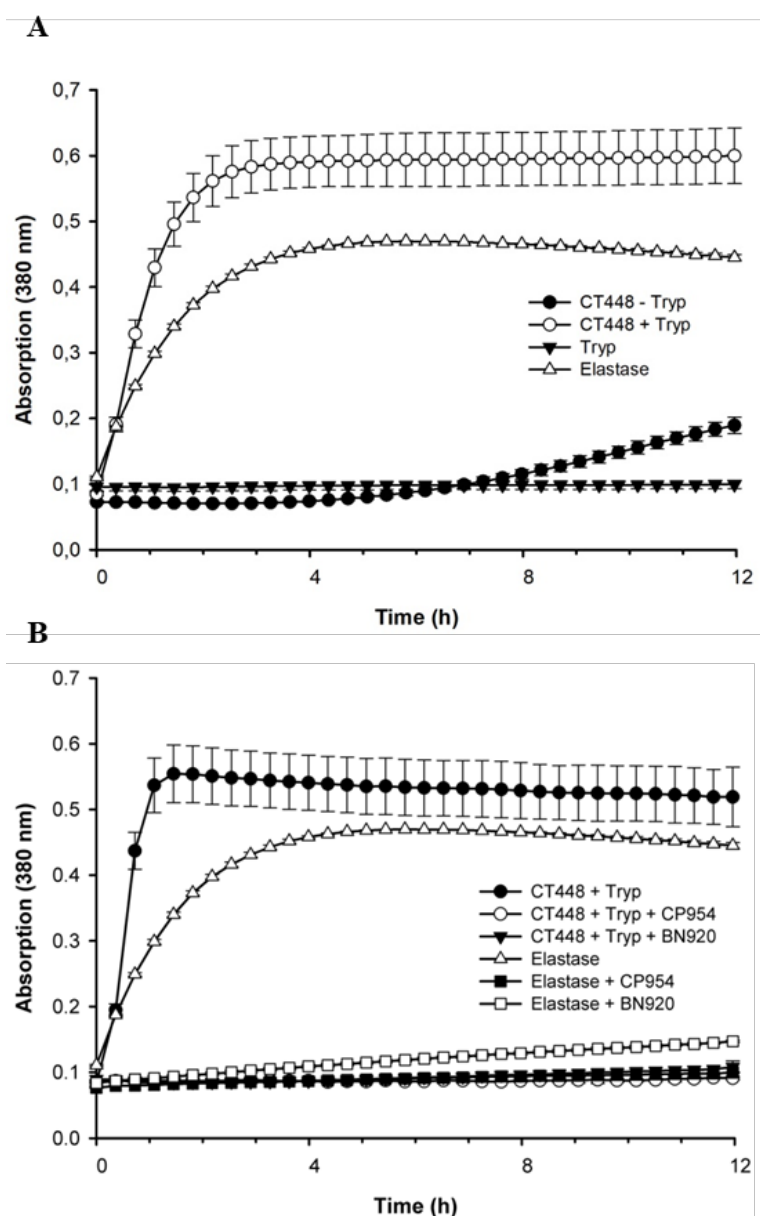 A
0,7
0,6
0,5
0,4
0,3
0,2
0,1
0,0
Absorption (380 nm)
CT448 - Tryp
CT448 + Tryp
Tryp
Elastase
0 4 8 12
Time (h)
B
0.7
0.6
0.5
0.4
0.3
0.2
0.1
0.0
Absorption (380 nm)
CT448 + Tryp
CT448 + Tryp + CP954
CT448 + Tryp + BN920
Elastase
Elastase + CP954
Elastase + BN920
0 4 8 12
Time (h)